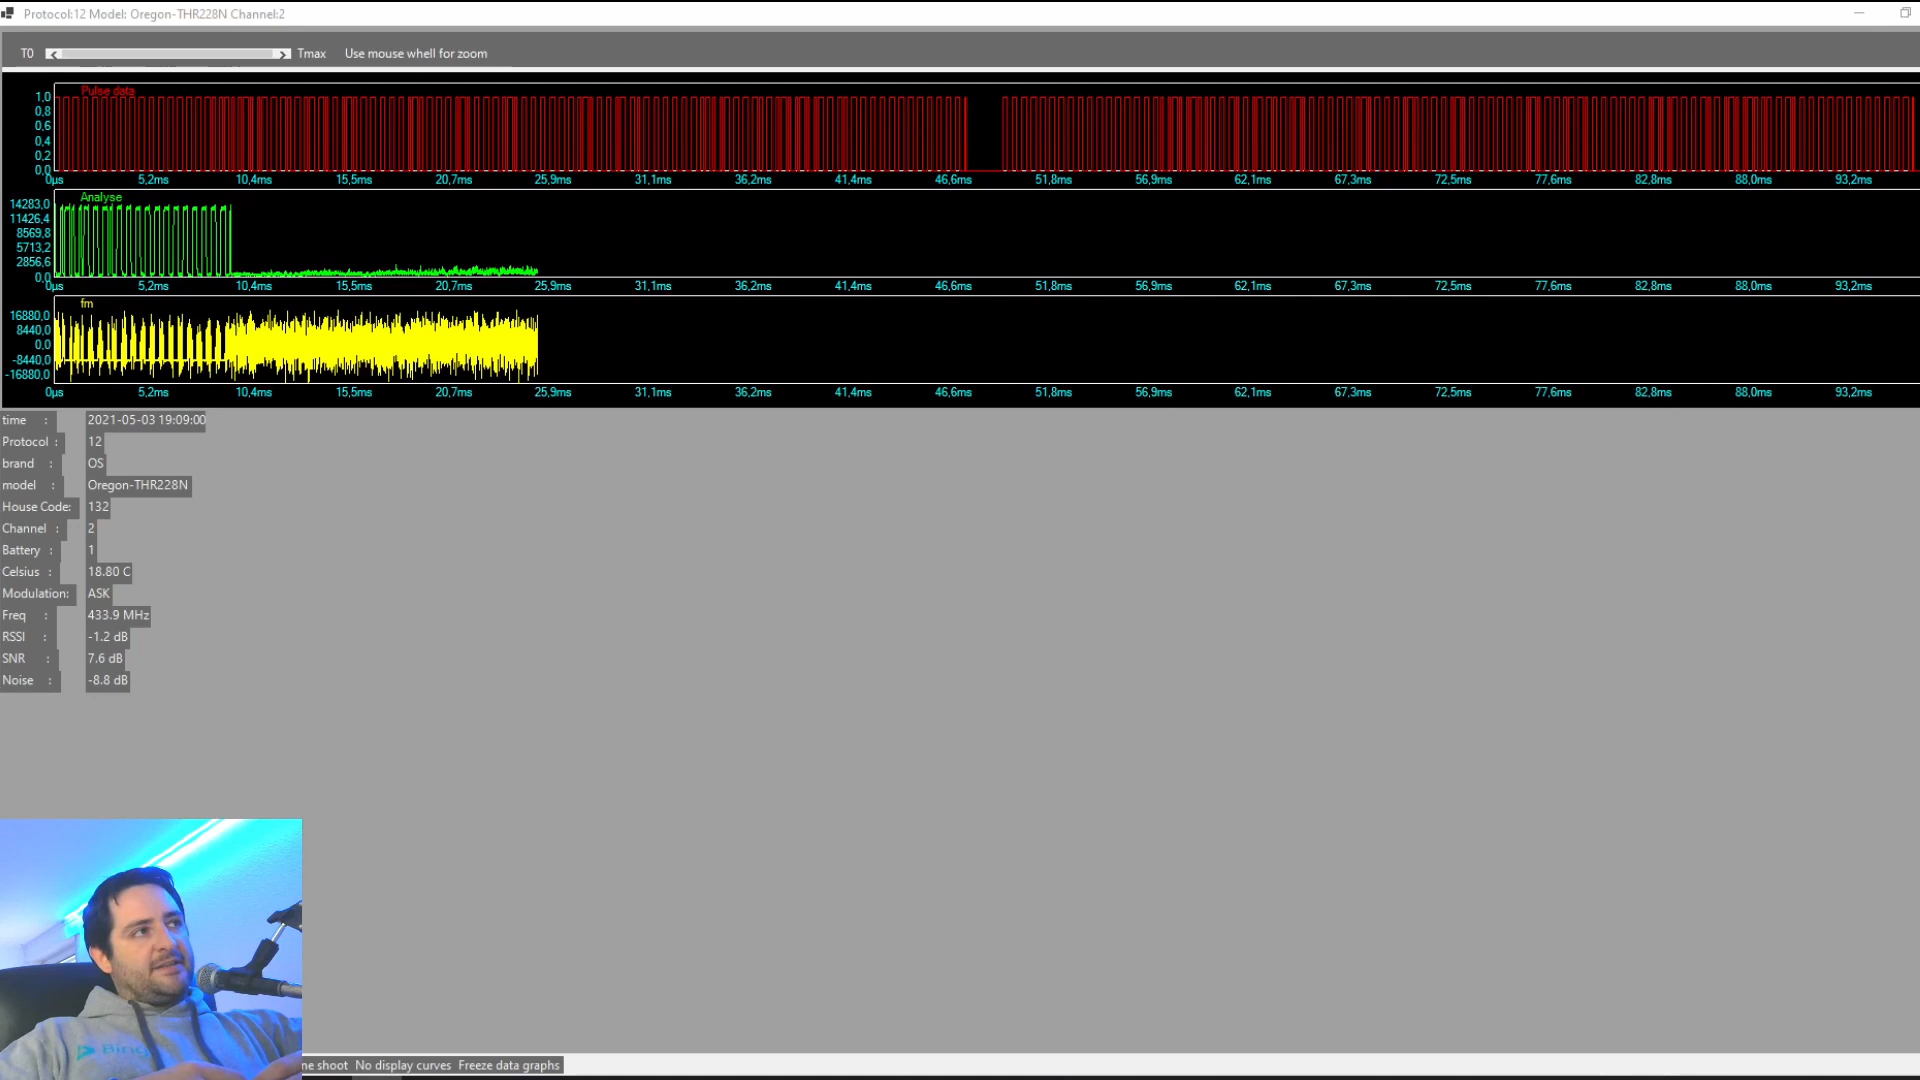 Protocol:12 Model: Oregon-THR228N Channel:2
T0 Tmax Use mouse whell for zoom
Pulse data
1,0
0,8
0,6
0,4
0,2
0,0
0µs 5,2ms 10,4ms 15,5ms 20,7ms 25,9ms 31,1ms 36,2ms 41,4ms 46,6ms 51,8ms 56,9ms 62,1ms 67,3ms 72,5ms 77,6ms 82,8ms 88,0ms 93,2ms
Analyse
14283,0
11426,4
8569,8
5713,2
2856,6
0,0
0µs 5,2ms 10,4ms 15,5ms 20,7ms 25,9ms 31,1ms 36,2ms 41,4ms 46,6ms 51,8ms 56,9ms 62,1ms 67,3ms 72,5ms 77,6ms 82,8ms 88,0ms 93,2ms
fm
16880,0
8440,0
0,0
-8440,0
-16880,0
0µs 5,2ms 10,4ms 15,5ms 20,7ms 25,9ms 31,1ms 36,2ms 41,4ms 46,6ms 51,8ms 56,9ms 62,1ms 67,3ms 72,5ms 77,6ms 82,8ms 88,0ms 93,2ms
time : 2021-05-03 19:09:00
Protocol : 12
brand : OS
model : Oregon-THR228N
House Code: 132
Channel : 2
Battery : 1
Celsius : 18.80 C
Modulation: ASK
Freq : 433.9 MHz
RSSI : -1.2 dB
SNR : 7.6 dB
Noise : -8.8 dB
Bing
ne shoot No display curves Freeze data graphs